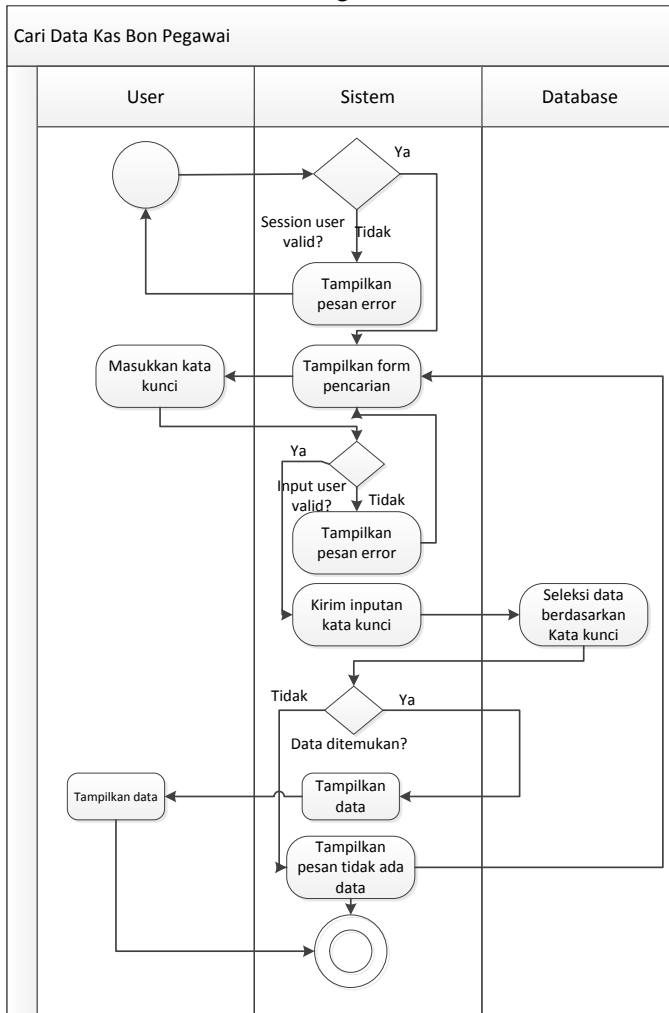 Cari Data Kas Bon Pegawai
User
Sistem
Database
Ya
Session user
valid?
Tidak
Tampilkan
pesan error
Masukkan kata
kunci
Tampilkan form
pencarian
Ya
Input user
valid?
Tidak
Tampilkan
pesan error
Kirim inputan
kata kunci
Seleksi data
berdasarkan
Kata kunci
Tidak
Ya
Data ditemukan?
Tampilkan data
Tampilkan
data
Tampilkan
pesan tidak ada
data